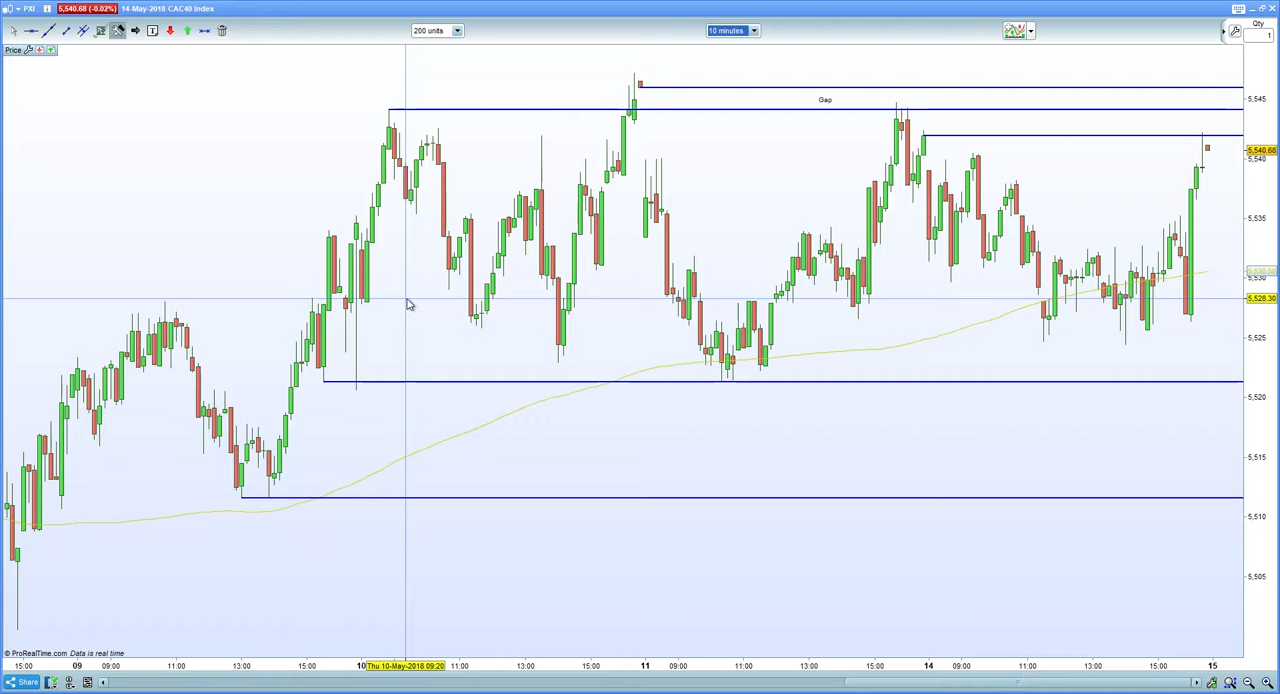 PXI 5,540.68 (-0.02%) 14-May-2018 CAC40 Index
200 units 10 minutes Qty
1
Price
Gap
5,545
5,540.68
5,540
5,535
5,530
5,528.30
5,525
5,520
5,515
5,510
5,505
© ProRealTime.com Data is real time
15:00 09 09:00 11:00 13:00 15:00 10 Thu 10-May-2018 09:20 11:00 13:00 15:00 11 09:00 11:00 13:00 15:00 14 09:00 11:00 13:00 15:00 15
Share